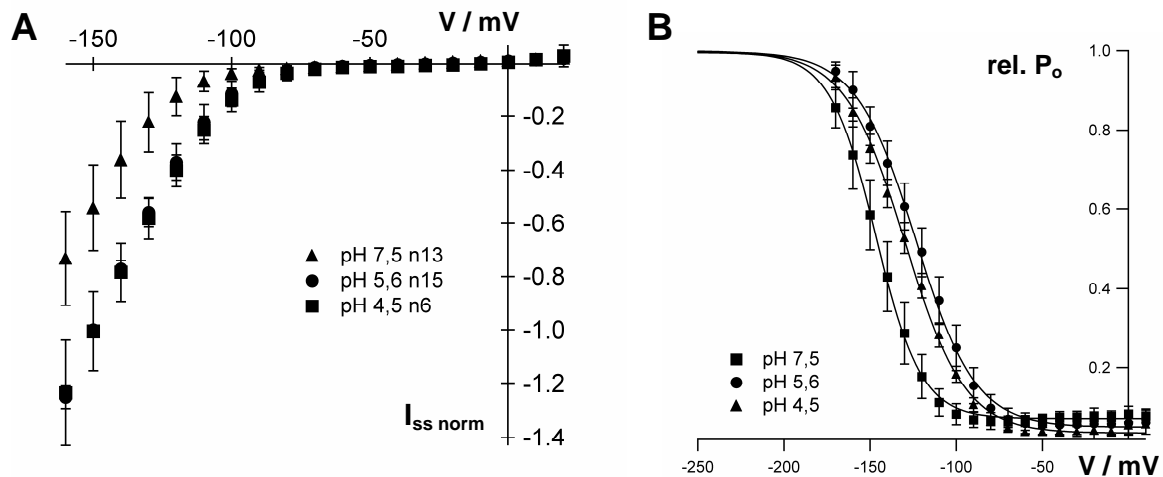 A
V / mV
-150
-100
-50
-0.2
-0.4
-0.6
-0.8
-1.0
-1.2
-1.4
pH 7,5 n13
pH 5,6 n15
pH 4,5 n6
Iss norm
B
rel. Po
1.0
0.8
0.6
0.4
0.2
pH 7,5
pH 5,6
pH 4,5
-250
-200
-150
-100
-50
V / mV